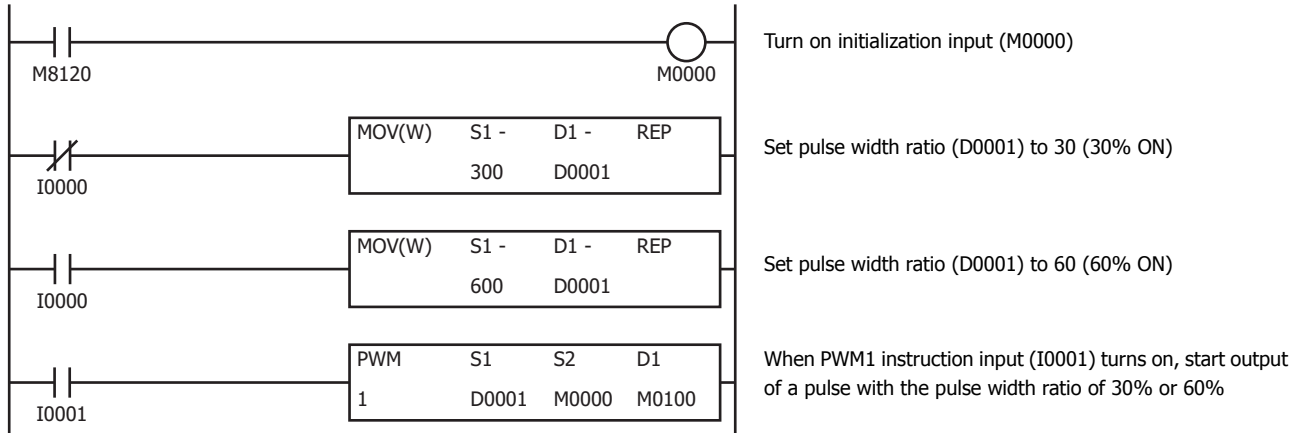 M8120
M0000
Turn on initialization input (M0000)
I0000
MOV(W) S1 - D1 - REP
300 D0001
Set pulse width ratio (D0001) to 30 (30% ON)
I0000
MOV(W) S1 - D1 - REP
600 D0001
Set pulse width ratio (D0001) to 60 (60% ON)
I0001
PWM S1 S2 D1
1 D0001 M0000 M0100
When PWM1 instruction input (I0001) turns on, start output
of a pulse with the pulse width ratio of 30% or 60%